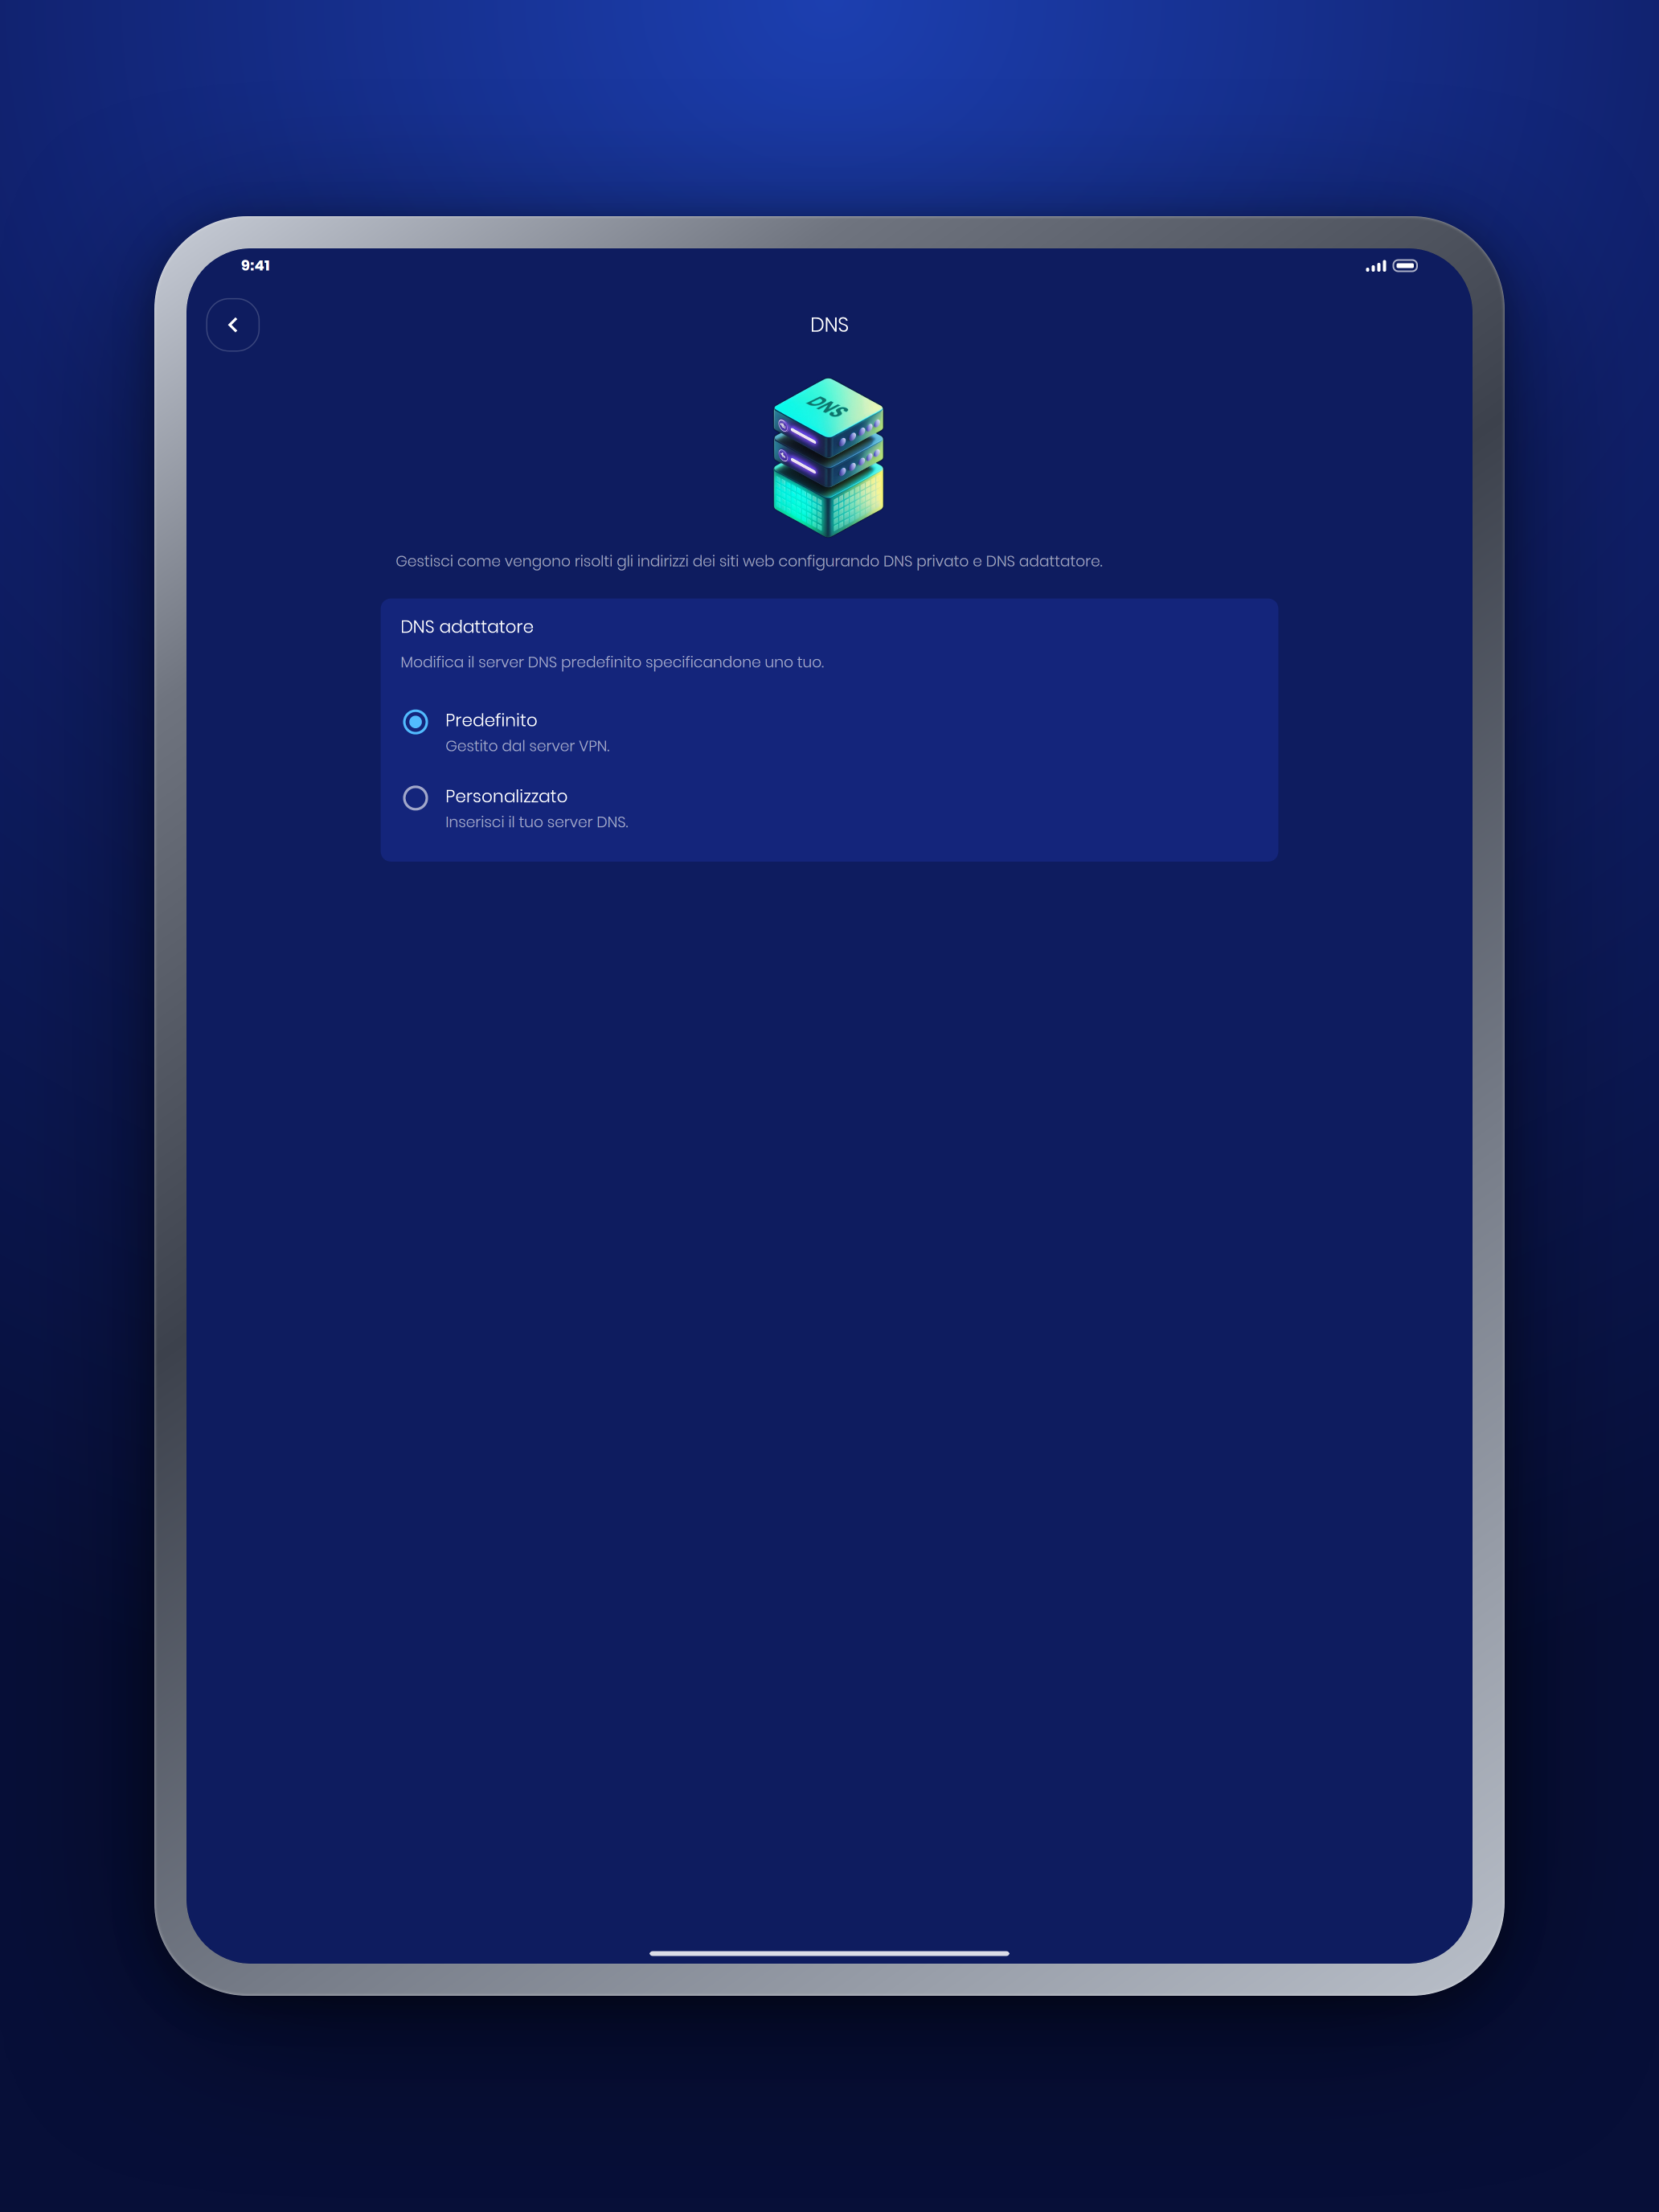 9:41
DNS
DNS
Gestisci come vengono risolti gli indirizzi dei siti web configurando DNS privato e DNS adattatore.
DNS adattatore
Modifica il server DNS predefinito specificandone uno tuo.
Predefinito
Gestito dal server VPN.
Personalizzato
Inserisci il tuo server DNS.